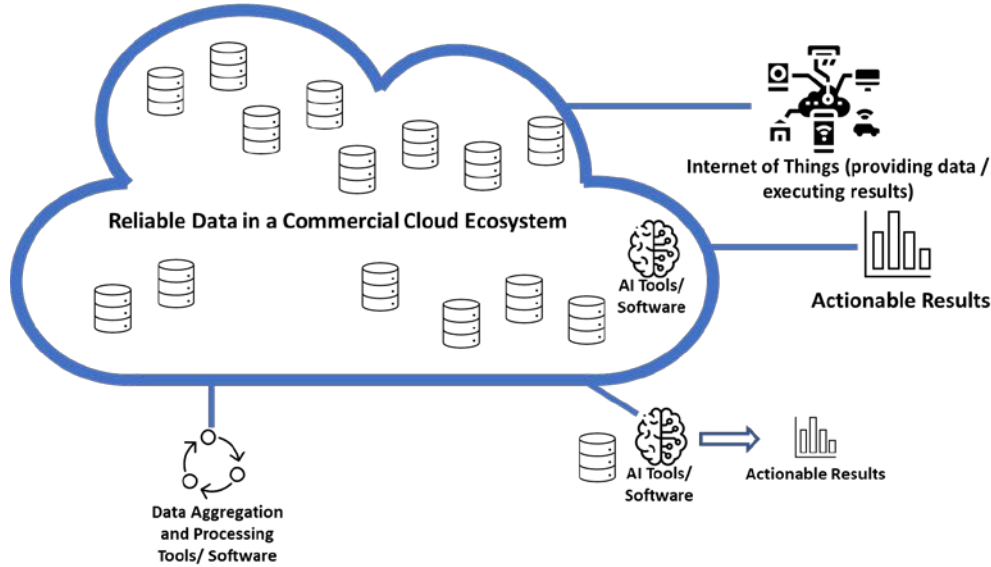 Internet of Things (providing data /
executing results)
Reliable Data in a Commercial Cloud Ecosystem
AI Tools/
Software
Actionable Results
AI Tools/
Software
Actionable Results
Data Aggregation
and Processing
Tools/ Software